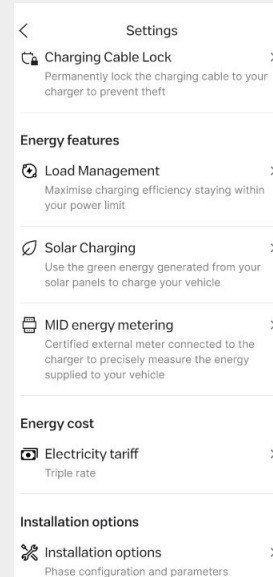 Settings
Charging Cable Lock
Permanently lock the charging cable to your
charger to prevent theft
Energy features
Load Management
Maximise charging efficiency staying within
your power limit
Solar Charging
Use the green energy generated from your
solar panels to charge your vehicle
MID energy metering
Certified external meter connected to the
charger to precisely measure the energy
supplied to your vehicle
Energy cost
Electricity tariff
Triple rate
Installation options
Installation options
Phase configuration and parameters